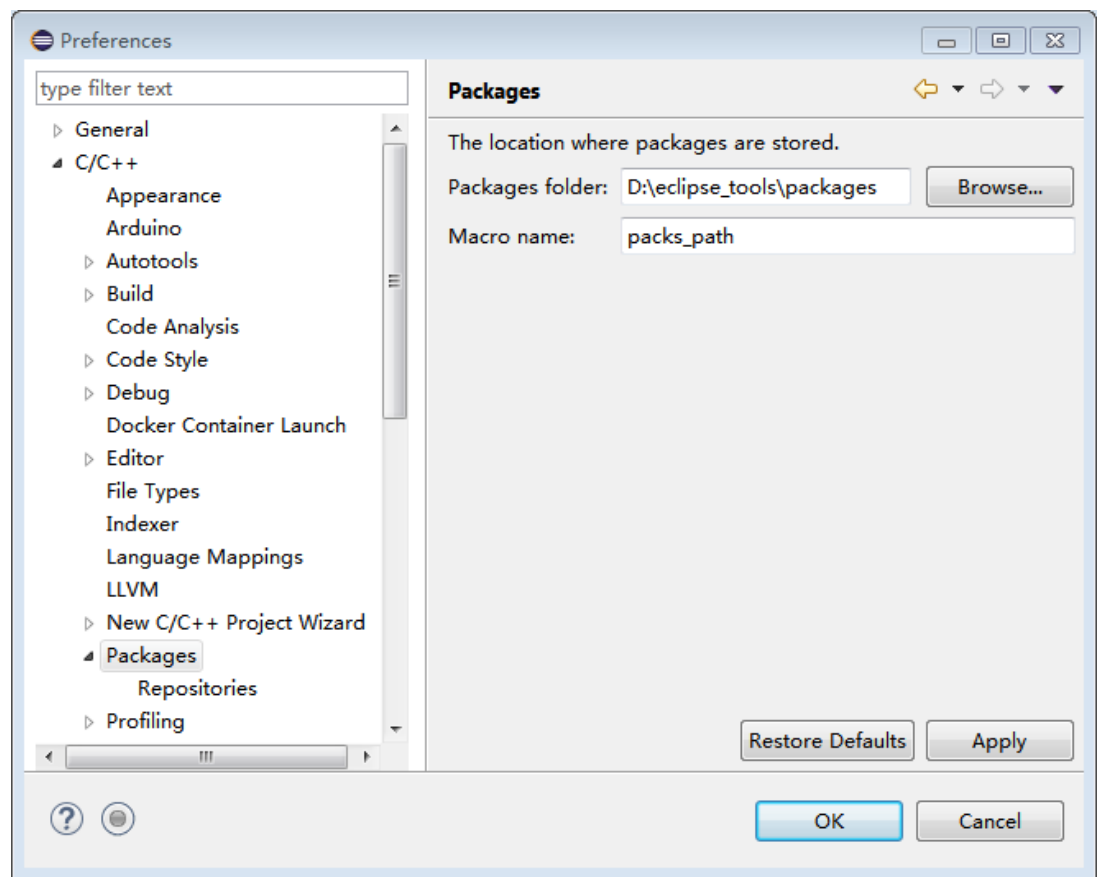 Preferences
type filter text
General
C/C++
Appearance
Arduino
Autotools
Build
Code Analysis
Code Style
Debug
Docker Container Launch
Editor
File Types
Indexer
Language Mappings
LLVM
New C/C++ Project Wizard
Packages
Repositories
Profiling
Packages
The location where packages are stored.
Packages folder: D:\eclipse_tools\packages Browse...
Macro name: packs_path
Restore Defaults Apply
? OK Cancel